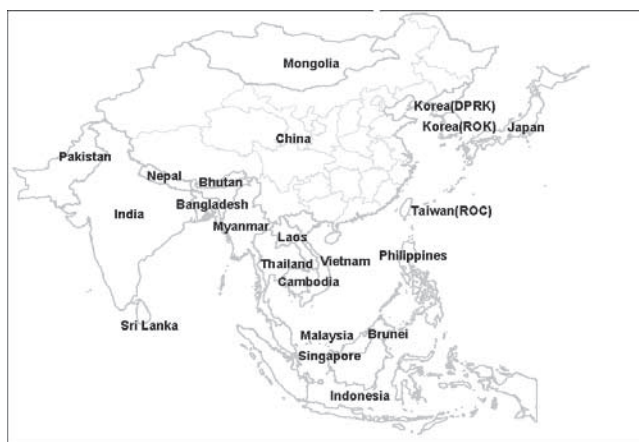 Mongolia
Korea(DPRK)
Korea(ROK)
Japan
China
Pakistan
Nepal
Bhutan
Bangladesh
India
Taiwan(ROC)
Myanmar
Laos
Thailand
Vietnam
Philippines
Cambodia
Sri Lanka
Malaysia
Brunei
Singapore
Indonesia